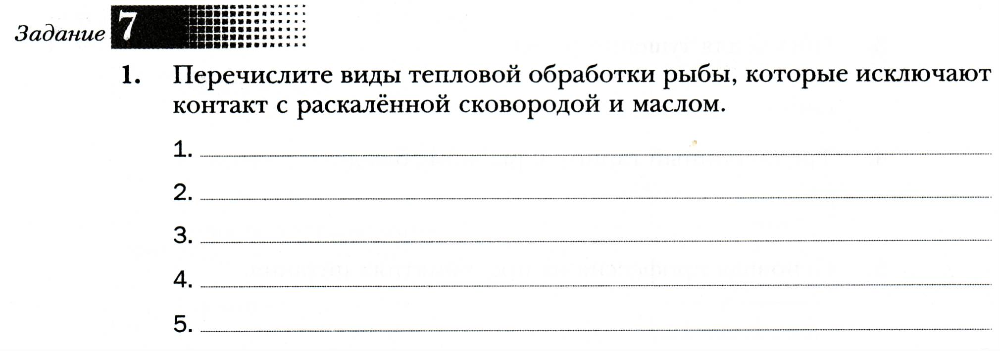 Задание 7
1. Перечислите виды тепловой обработки рыбы, которые исключают
контакт с раскалённой сковородой и маслом.
1.
2.
3.
4.
5.